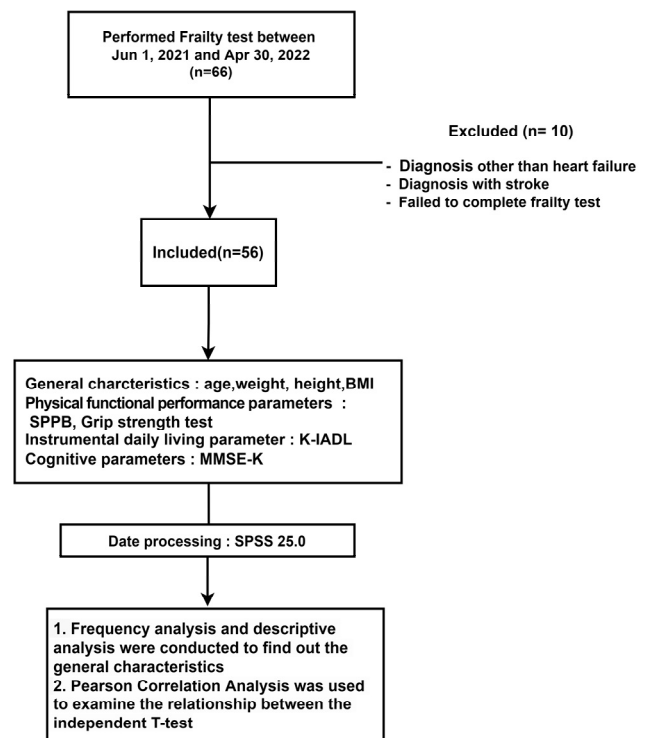 Performed Frailty test between
Jun 1, 2021 and Apr 30, 2022
(n=66)
Excluded (n= 10)
- Diagnosis other than heart failure
- Diagnosis with stroke
- Failed to complete frailty test
Included(n=56)
General charcteristics : age,weight, height,BMI
Physical functional performance parameters :
SPPB, Grip strength test
Instrumental daily living parameter : K-IADL
Cognitive parameters : MMSE-K
Date processing : SPSS 25.0
1. Frequency analysis and descriptive
analysis were conducted to find out the
general characteristics
2. Pearson Correlation Analysis was used
to examine the relationship between the
independent T-test